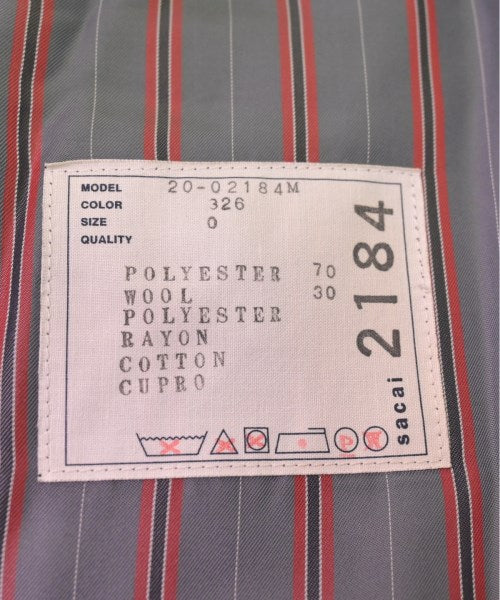 MODEL 20-02184M
COLOR 326
SIZE 0
QUALITY
POLYESTER 70
WOOL 30
POLYESTER
RAYON
COTTON
CUPRO
2184
sacai
P
W